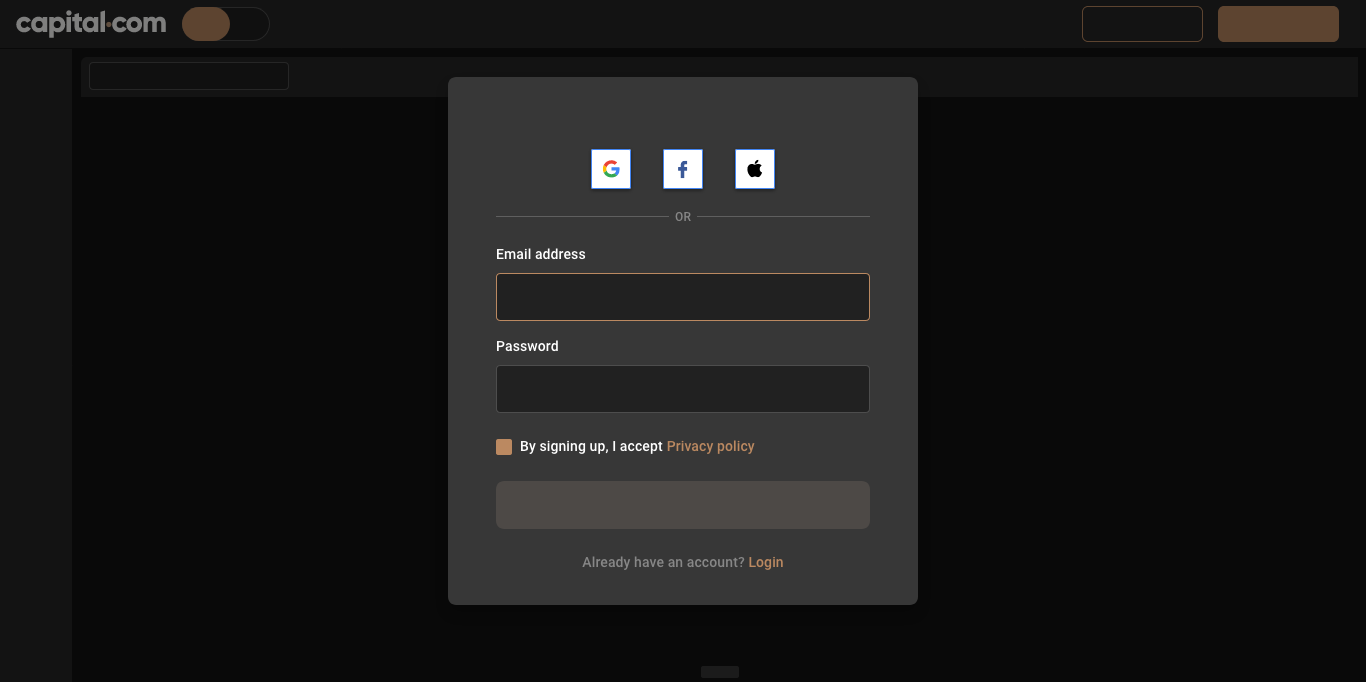 capital.com
OR
Email address
Password
By signing up, I accept Privacy policy
Already have an account? Login